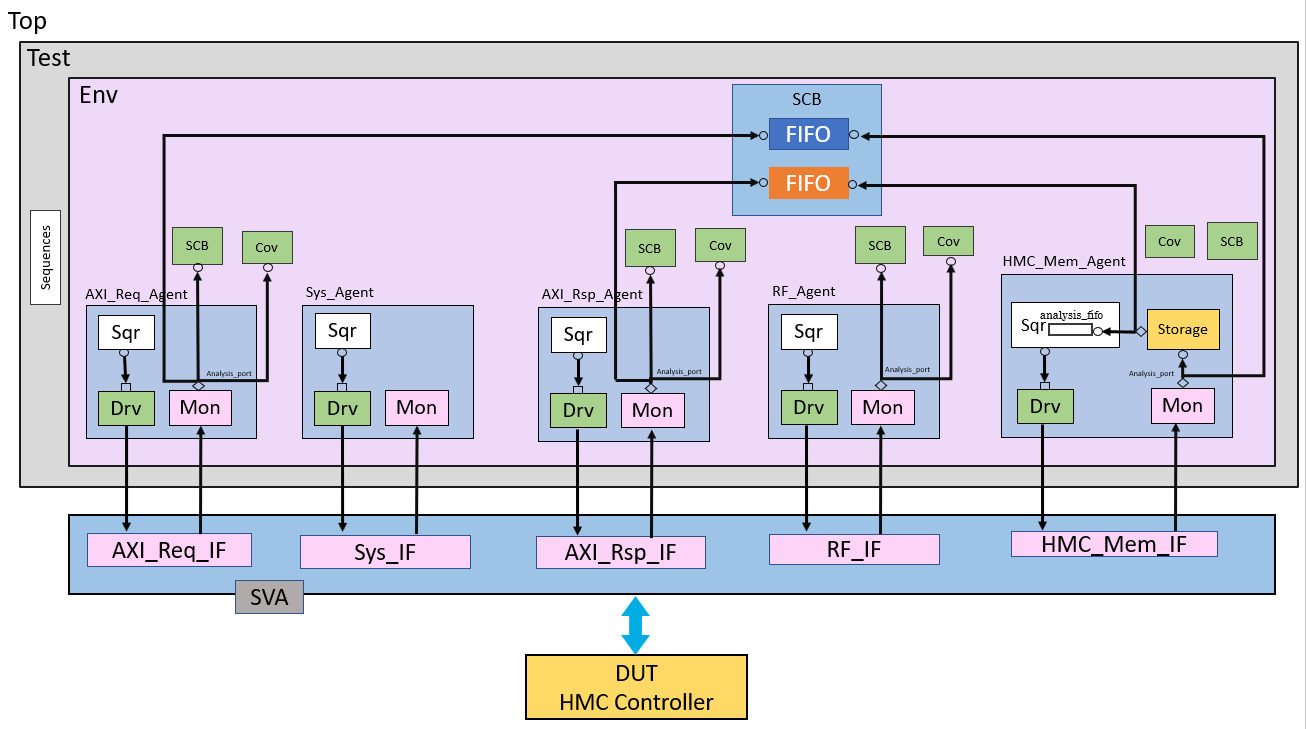 Top
Test
Env
SCB
FIFO
FIFO
Sequences
SCB
Cov
SCB
Cov
SCB
Cov
Cov
SCB
AXI_Req_Agent
Sqr
Analysis_port
Drv
Mon
Sys_Agent
Sqr
Drv
Mon
AXI_Rsp_Agent
Sqr
Analysis_port
Drv
Mon
RF_Agent
Sqr
Analysis_port
Drv
Mon
HMC_Mem_Agent
analysis_fifo
Sqr
Storage
Analysis_port
Drv
Mon
AXI_Req_IF
Sys_IF
AXI_Rsp_IF
RF_IF
HMC_Mem_IF
SVA
DUT
HMC Controller